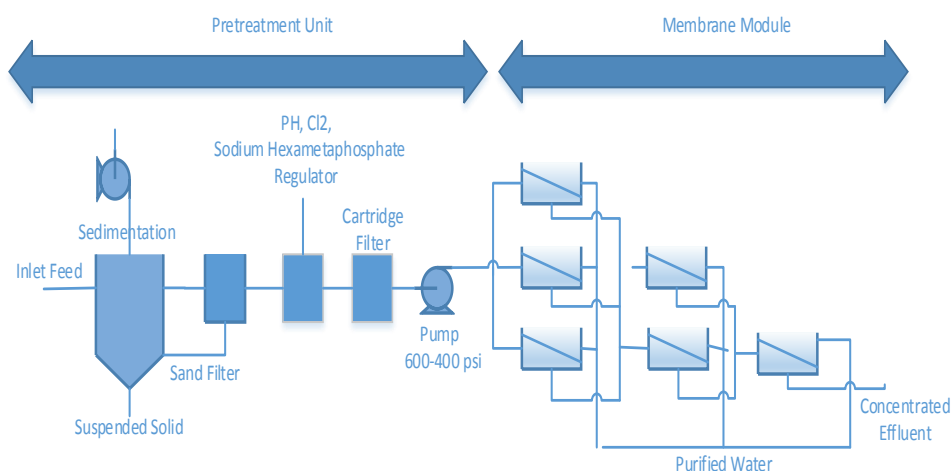 Pretreatment Unit
Membrane Module
PH, Cl2,
Sodium Hexametaphosphate
Regulator
Sedimentation
Cartridge
Filter
Inlet Feed
Pump
600-400 psi
Sand Filter
Suspended Solid
Concentrated
Effluent
Purified Water